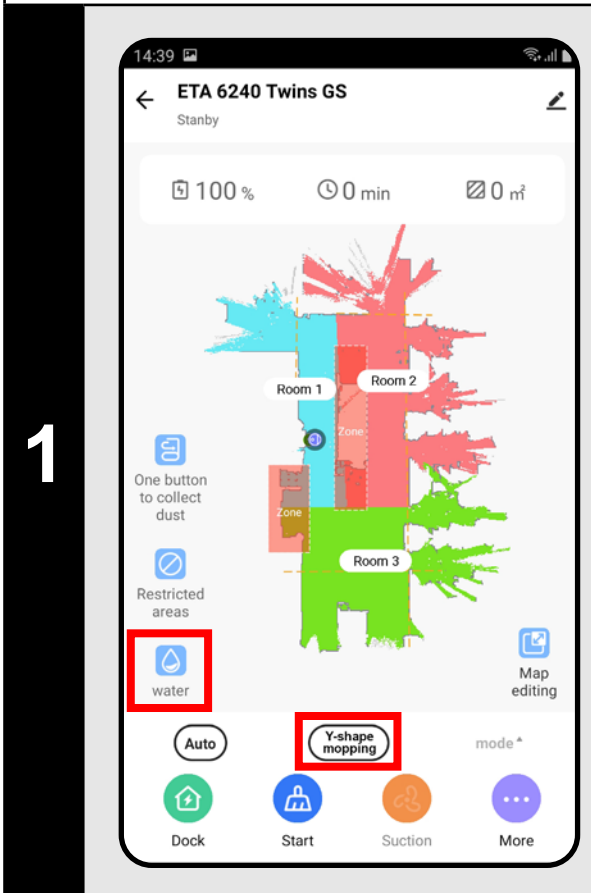 1
14:39
ETA 6240 Twins GS
Stanby
100 %
0 min
0 ㎡
Room 1
Room 2
Zone
One button
to collect
dust
Zone
Room 3
Restricted
areas
water
Map
editing
Auto
Y-shape
mopping
mode
Dock
Start
Suction
More